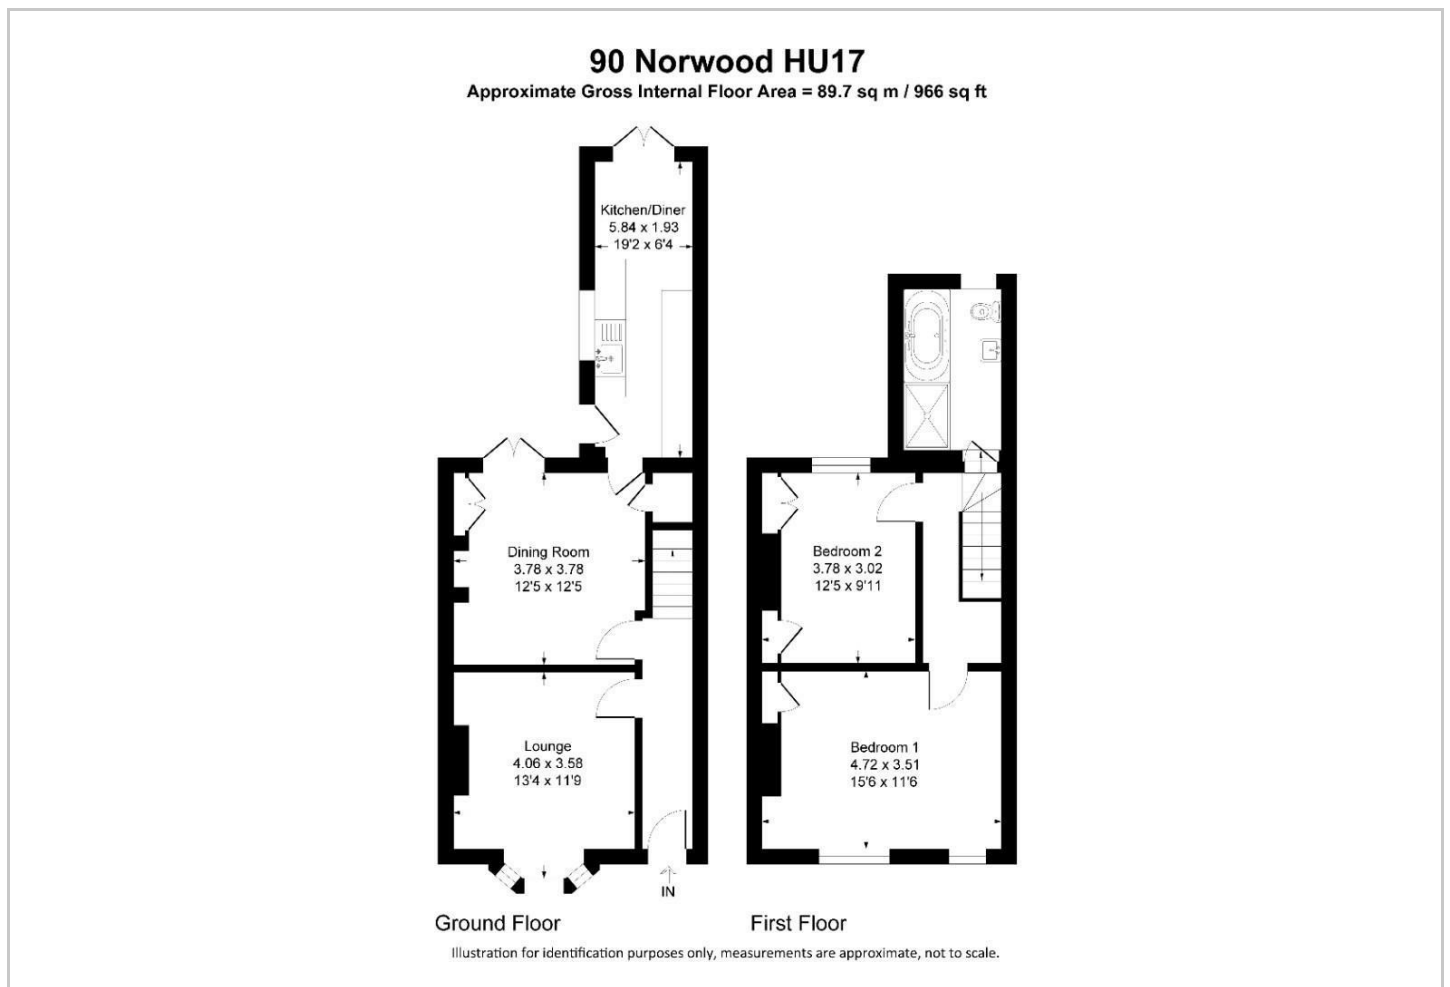 90 Norwood HU17
Approximate Gross Internal Floor Area = 89.7 sq m / 966 sq ft
Kitchen/Diner
5.84 x 1.93
19'2 x 6'4
Dining Room
3.78 x 3.78
12'5 x 12'5
Bedroom 2
3.78 x 3.02
12'5 x 9'11
Lounge
4.06 x 3.58
13'4 x 11'9
Bedroom 1
4.72 x 3.51
15'6 x 11'6
IN
Ground Floor
First Floor
Illustration for identification purposes only, measurements are approximate, not to scale.